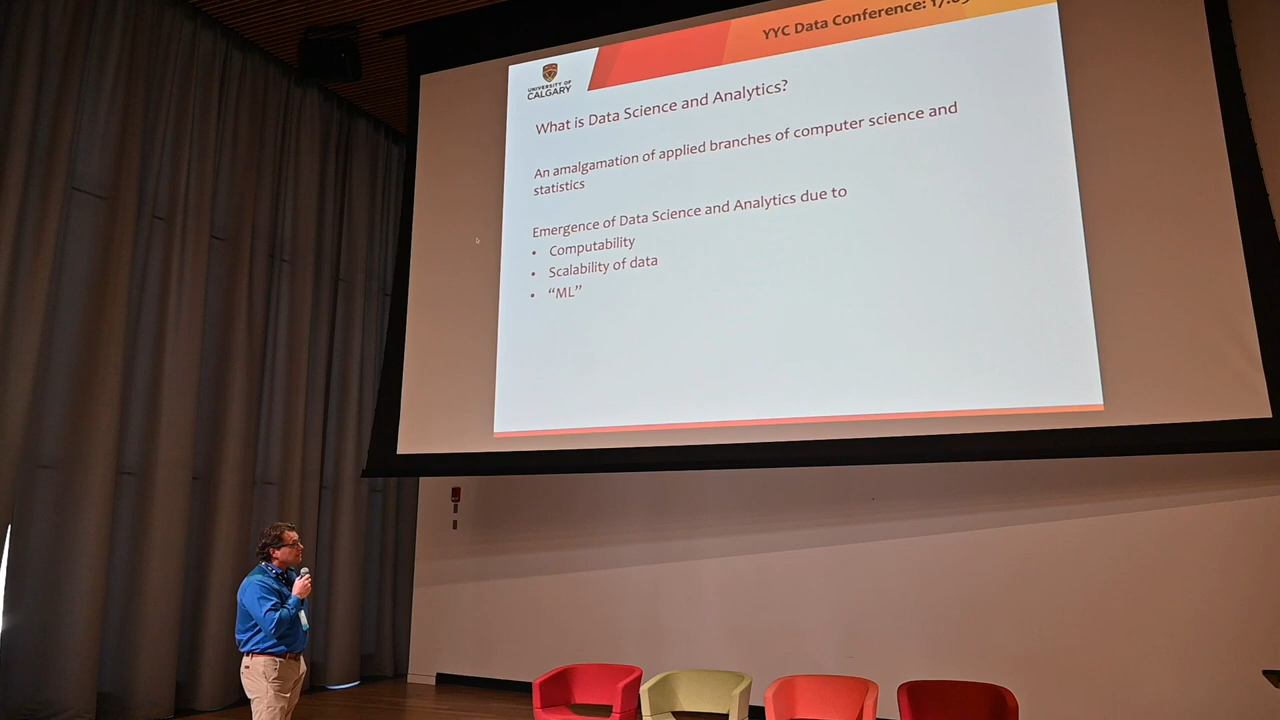 YYC Data Conference:
UNIVERSITY OF
CALGARY
What is Data Science and Analytics?
An amalgamation of applied branches of computer science and
statistics
Emergence of Data Science and Analytics due to
• Computability
• Scalability of data
• “ML”